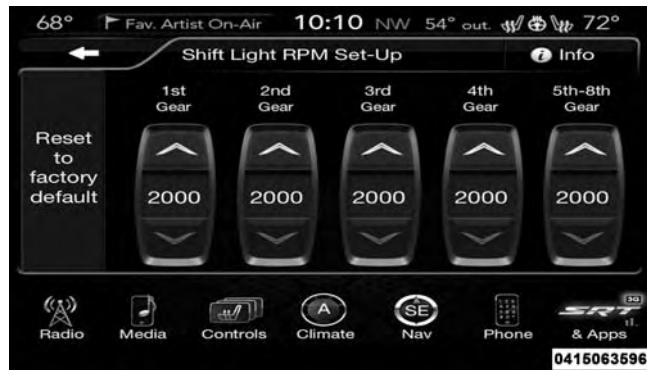 68° Fav. Artist On-Air 10:10 NW 54° out. 72°
Shift Light RPM Set-Up i Info
1st Gear
2nd Gear
3rd Gear
4th Gear
5th-8th Gear
Reset to factory default
2000 2000 2000 2000 2000
A SE 3G
SRT
Radio Media Controls Climate Nav Phone & Apps
0415063596